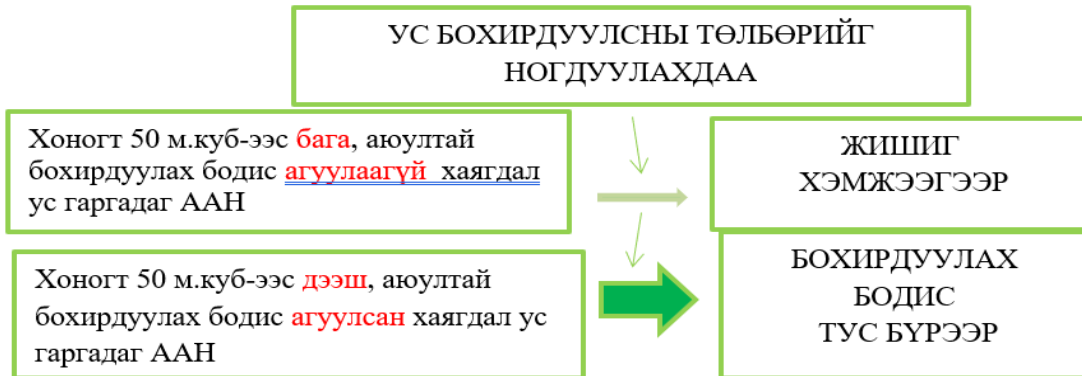 УС БОХИРДУУЛСНЫ ТӨЛБӨРИЙГ
НОГДУУЛАХДАА
Хоногт 50 м.куб-ээс бага, аюултай
бохирдуулах бодис агуулаагүй хаягдал
ус гаргадаг ААН
ЖИШИГ
ХЭМЖЭЭГЭЭР
Хоногт 50 м.куб-ээс дээш, аюултай
бохирдуулах бодис агуулсан хаягдал ус
гаргадаг ААН
БОХИРДУУЛАХ
БОДИС
ТУС БҮРЭЭР